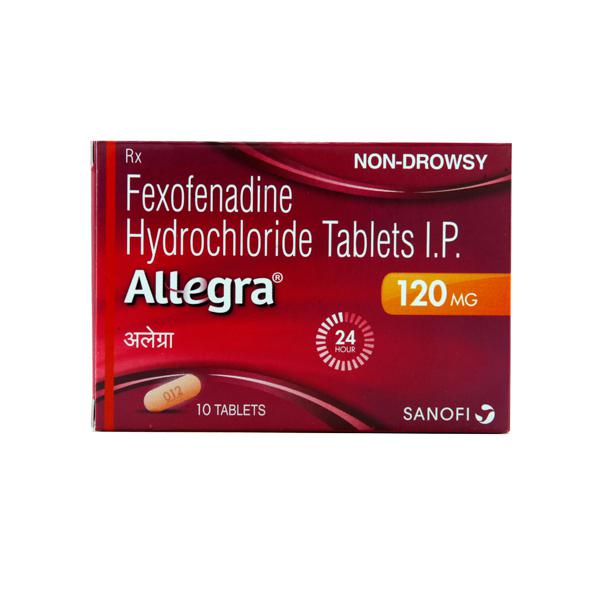 Rx
NON-DROWSY
Fexofenadine
Hydrochloride Tablets I.P.
Allegra®
120 MG
अलेग्रा
24
HOUR
012
10 TABLETS
SANOFI